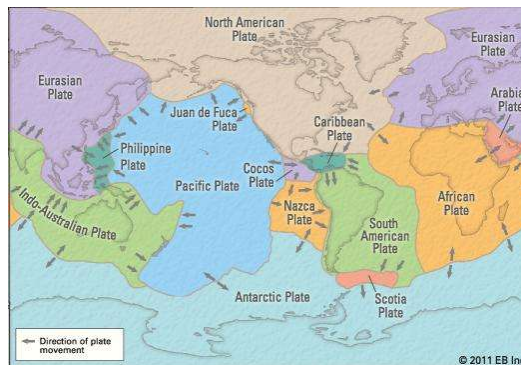 North American
Plate
Eurasian
Plate
Eurasian
Plate
Juan de Fuca
Plate
Caribbean
Plate
Arabia
Plate
Philippine
Plate
Pacific Plate
Cocos
Plate
African
Plate
Indo-Australian Plate
Nazca
Plate
South
American
Plate
Antarctic Plate
Scotia
Plate
Direction of plate
movement
© 2011 EB Inc